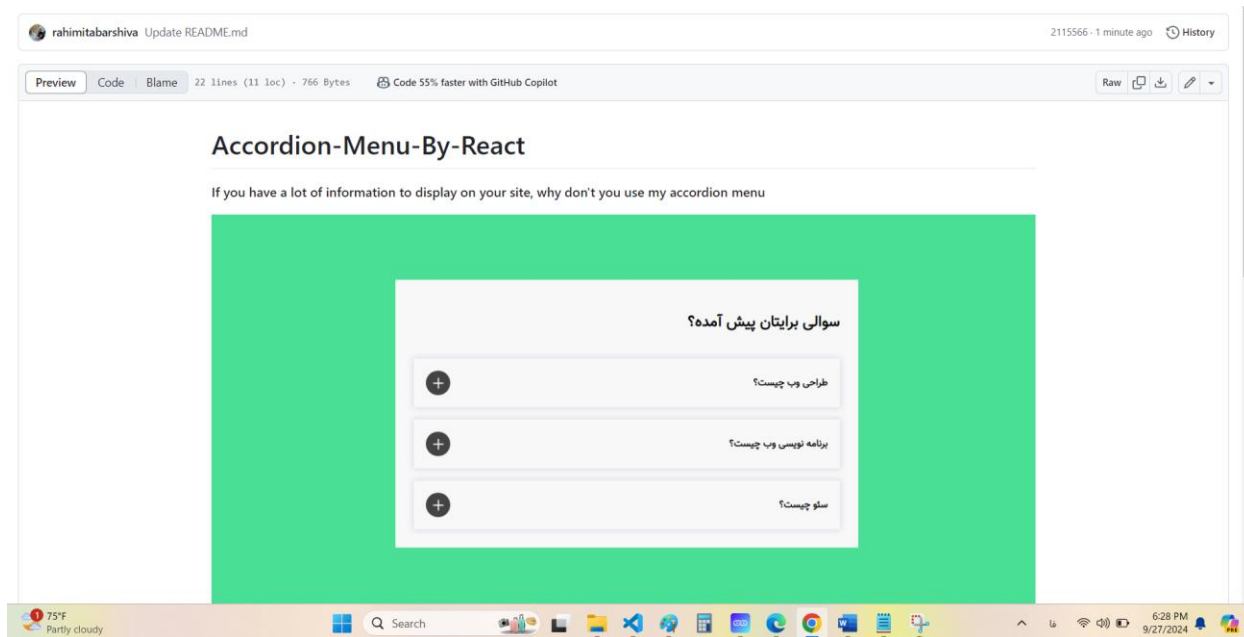 rahimitabarshiva Update README.md
2115566 · 1 minute ago History
Preview Code Blame 22 lines (11 loc) · 766 Bytes Code 55% faster with GitHub Copilot Raw
Accordion-Menu-By-React
If you have a lot of information to display on your site, why don't you use my accordion menu
سوالی برایتان پیش آمده؟
طراحی وب چیست؟
برنامه نویسی وب چیست؟
سئو چیست؟
1 75°F
Partly cloudy
Search
فا
6:28 PM
9/27/2024